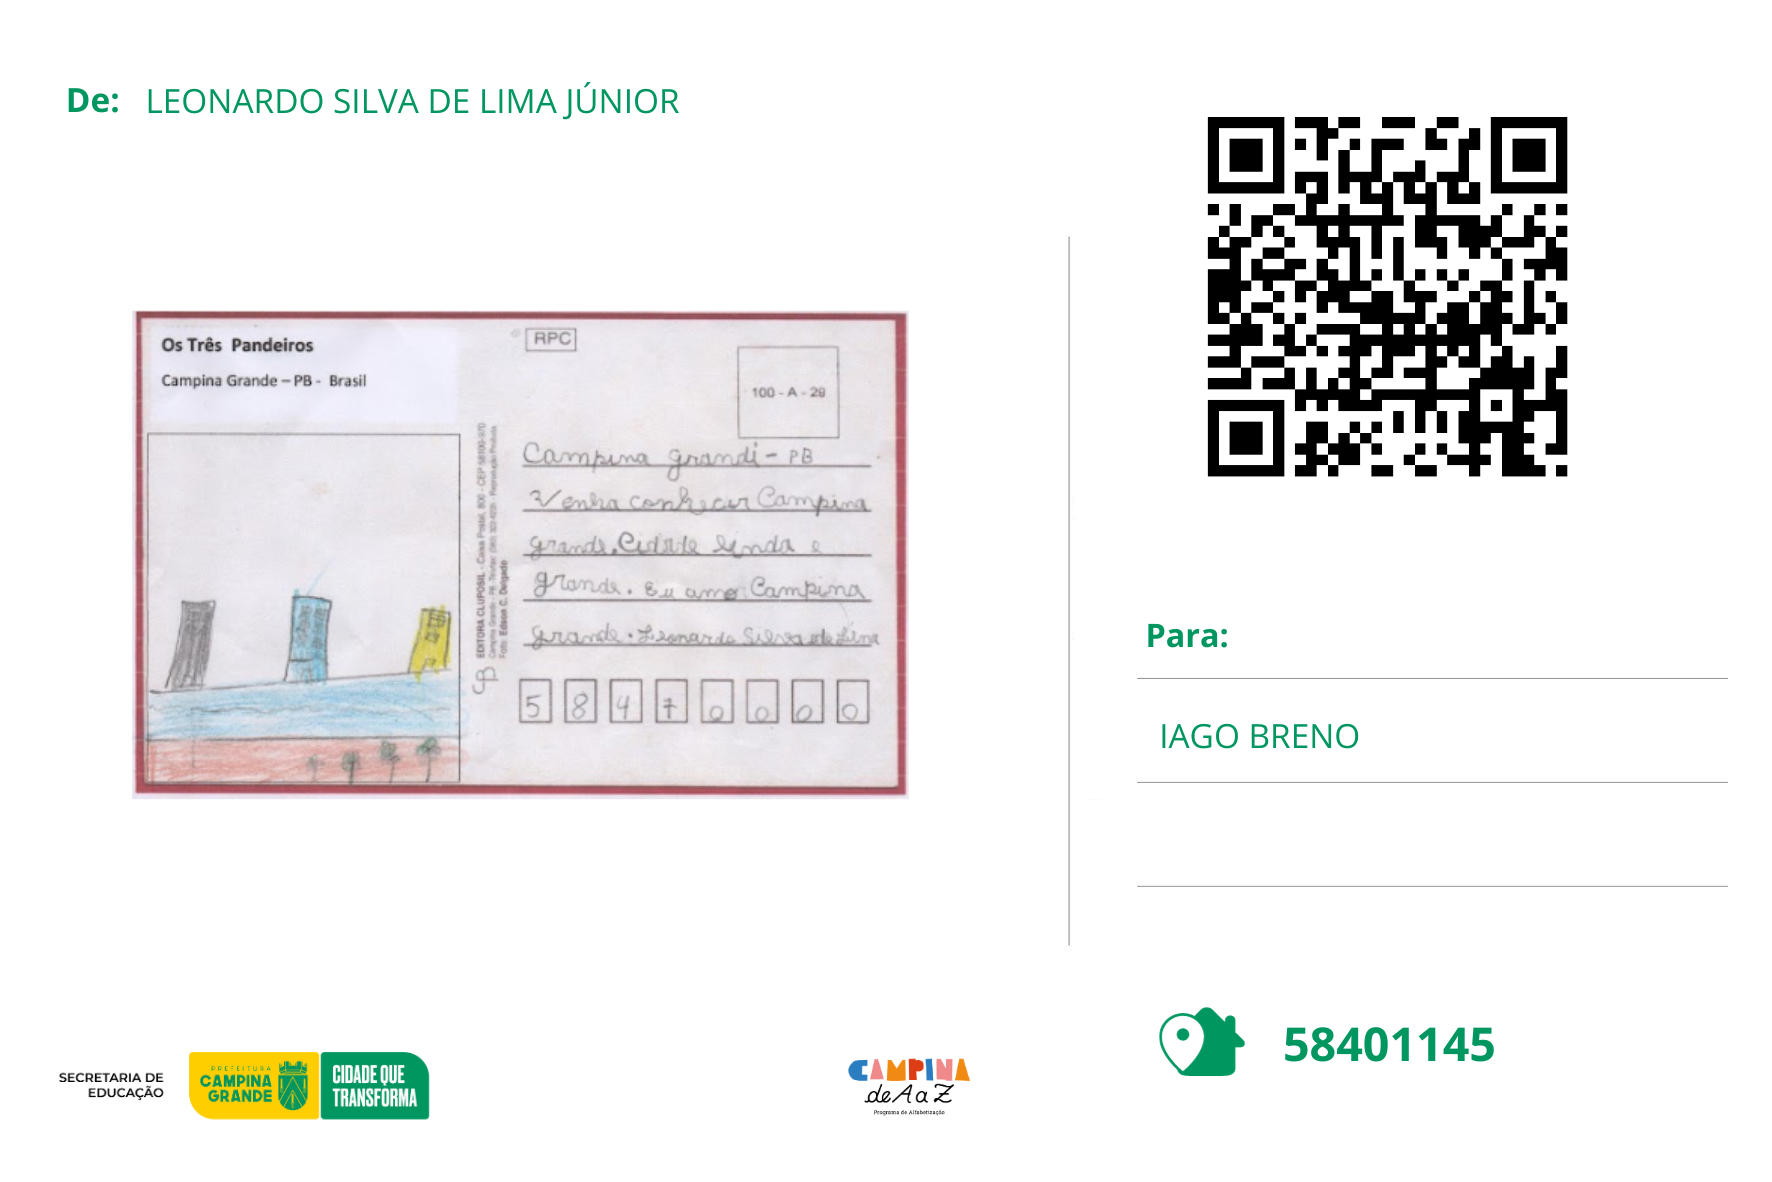 De: LEONARDO SILVA DE LIMA JÚNIOR
Os Três Pandeiros
Campina Grande – PB - Brasil
RPC
100 - A - 29
EDITORA CLUPOSIL - Caixa Postal, 800 - CEP 58100-970
Campina Grande - PB
Foto: Edson C. Delgado
Campina grandi - PB
Venha conhecer Campina
grande. Cidade linda e
grande. Eu amo Campina
grande. Leonardo Silva de Lima
5 8 4 7 0 0 0 0
Para:
IAGO BRENO
58401145
SECRETARIA DE
EDUCAÇÃO
PREFEITURA
CAMPINA
GRANDE
CIDADE QUE
TRANSFORMA
CAMPINA
de A a Z
Programa de Alfabetização